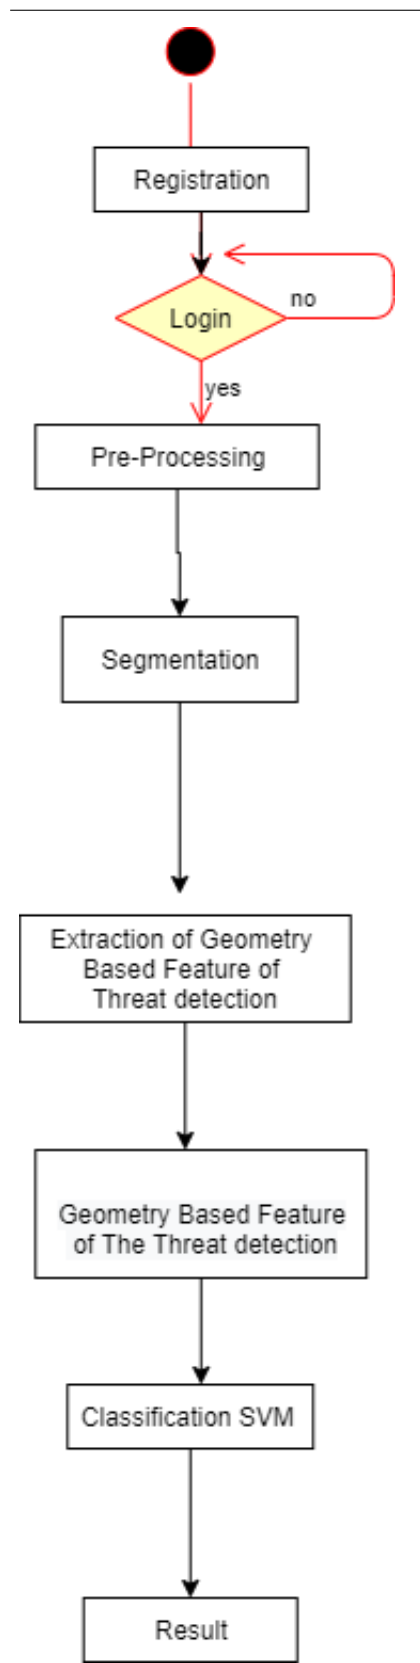 Registration
Login
no
yes
Pre-Processing
Segmentation
Extraction of Geometry
Based Feature of
Threat detection
Geometry Based Feature
of The Threat detection
Classification SVM
Result